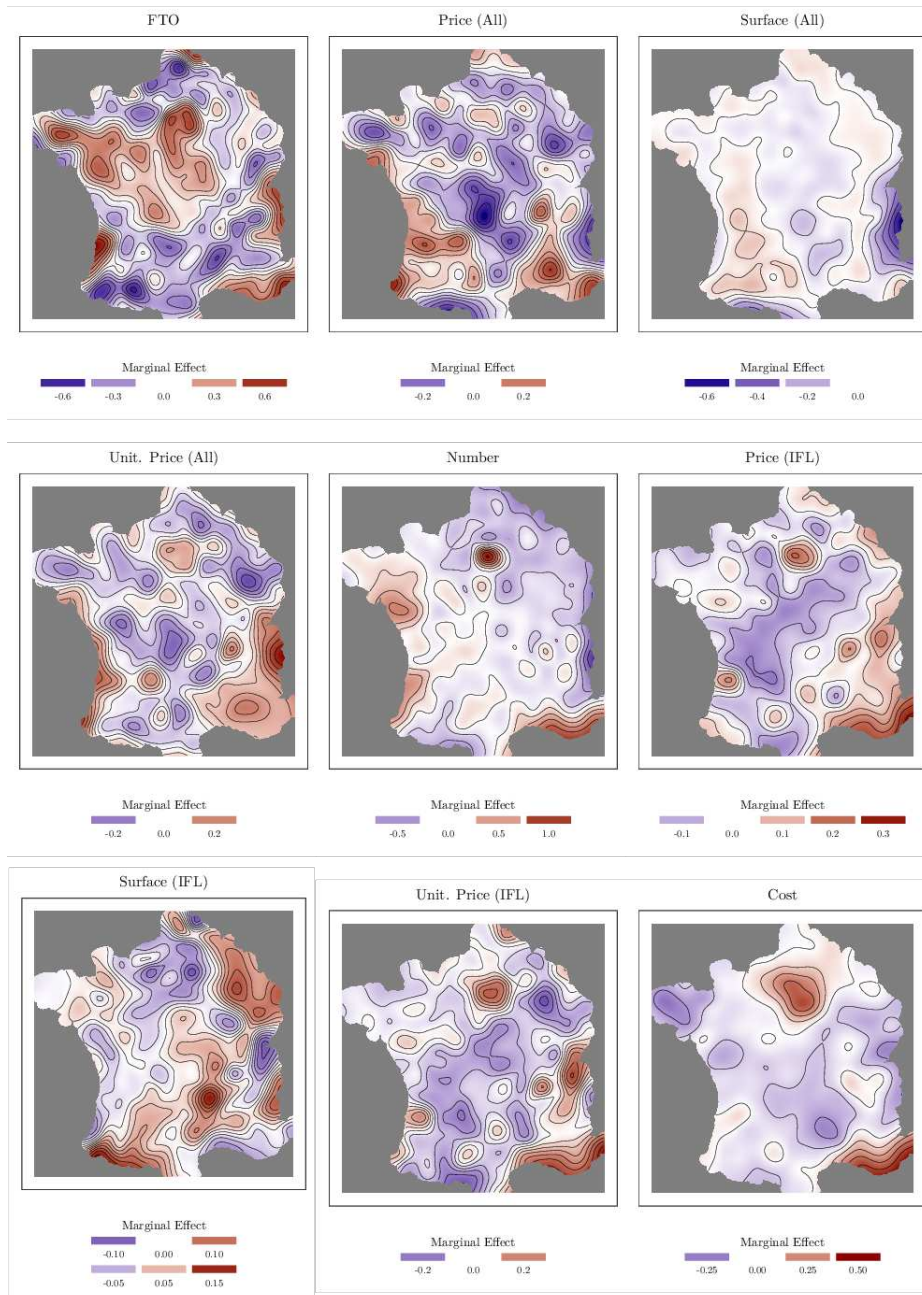 FTO
Price (All)
Surface (All)
Marginal Effect
-0.6 -0.3 0.0 0.3 0.6
Marginal Effect
-0.2 0.0 0.2
Marginal Effect
-0.6 -0.4 -0.2 0.0
Unit. Price (All)
Number
Price (IFL)
Marginal Effect
-0.2 0.0 0.2
Marginal Effect
-0.5 0.0 0.5 1.0
Marginal Effect
-0.1 0.0 0.1 0.2 0.3
Surface (IFL)
Unit. Price (IFL)
Cost
Marginal Effect
-0.10 0.00 0.10
-0.05 0.05 0.15
Marginal Effect
-0.2 0.0 0.2
Marginal Effect
-0.25 0.00 0.25 0.50